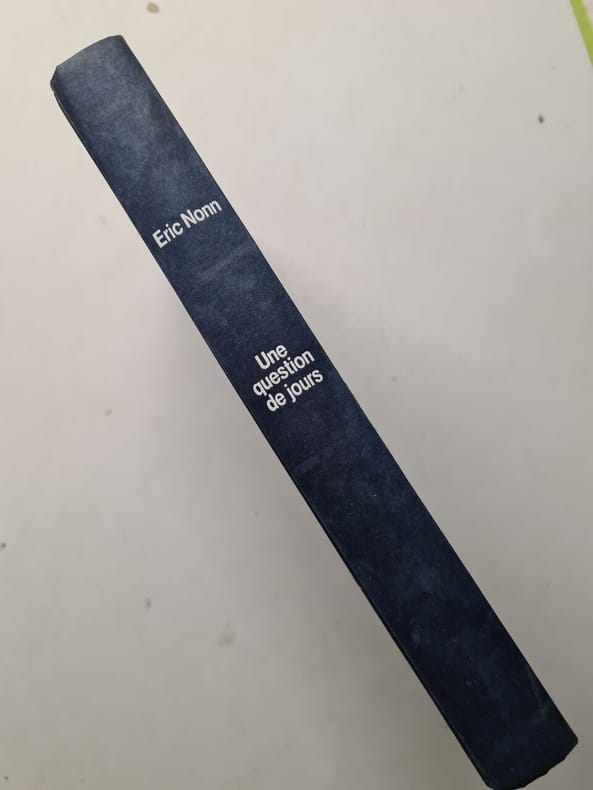 Eric Nonn
Une
question
de jours